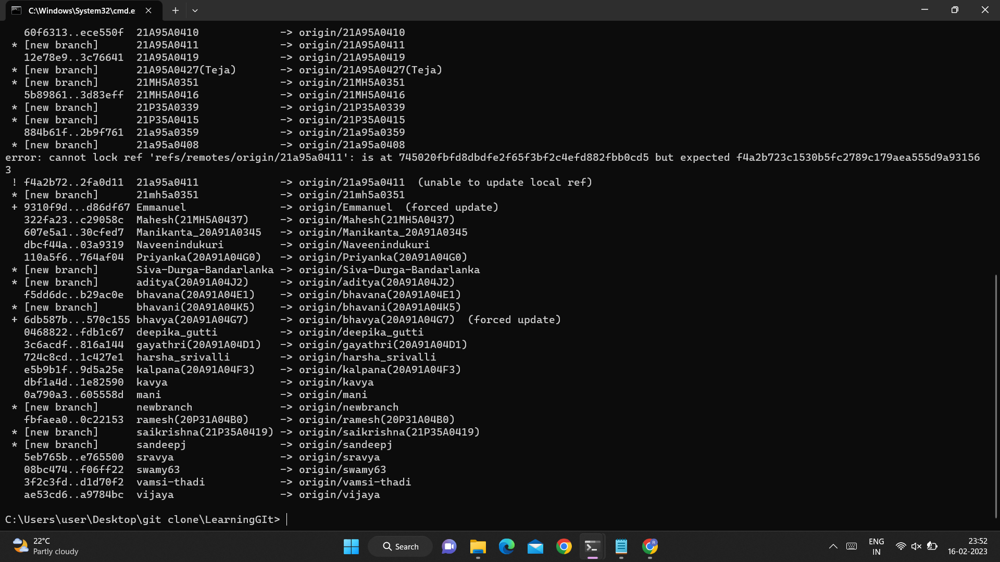 C:\Windows\System32\cmd.e
60f6313..ece550f  21A95A0410             -> origin/21A95A0410
* [new branch]      21A95A0411             -> origin/21A95A0411
12e78e9..3c76641  21A95A0419             -> origin/21A95A0419
* [new branch]      21A95A0427(Teja)       -> origin/21A95A0427(Teja)
* [new branch]      21MH5A0351             -> origin/21MH5A0351
5b89861..3d83eff  21MH5A0416             -> origin/21MH5A0416
* [new branch]      21P35A0339             -> origin/21P35A0339
* [new branch]      21P35A0415             -> origin/21P35A0415
884b61f..2b9f761  21a95a0359             -> origin/21a95a0359
* [new branch]      21a95a0408             -> origin/21a95a0408
error: cannot lock ref 'refs/remotes/origin/21a95a0411': is at 745020fbfd8dbdfe2f65f3bf2c4efd882fbb0cd5 but expected f4a2b723c1530b5fc2789c179aea555d9a93156
3
! f4a2b72..2fa0d11  21a95a0411             -> origin/21a95a0411  (unable to update local ref)
* [new branch]      21mh5a0351             -> origin/21mh5a0351
+ 9310f9d...d86df67 Emmanuel               -> origin/Emmanuel  (forced update)
322fa23..c29058c  Mahesh(21MH5A0437)     -> origin/Mahesh(21MH5A0437)
607e5a1..30cfed7  Manikanta_20A91A0345   -> origin/Manikanta_20A91A0345
dbcf44a..03a9319  Naveenindukuri         -> origin/Naveenindukuri
110a5f6..764af04  Priyanka(20A91A04G0)   -> origin/Priyanka(20A91A04G0)
* [new branch]      Siva-Durga-Bandarlanka -> origin/Siva-Durga-Bandarlanka
* [new branch]      aditya(20A91A04J2)     -> origin/aditya(20A91A04J2)
f5dd6dc..b29ac0e  bhavana(20A91A04E1)    -> origin/bhavana(20A91A04E1)
* [new branch]      bhavani(20A91A04K5)    -> origin/bhavani(20A91A04K5)
+ 6db587b...570c155 bhavya(20A91A04G7)     -> origin/bhavya(20A91A04G7)  (forced update)
0468822..fdb1c67  deepika_gutti          -> origin/deepika_gutti
3c6acdf..816a144  gayathri(20A91A04D1)   -> origin/gayathri(20A91A04D1)
724c8cd..1c427e1  harsha_srivalli        -> origin/harsha_srivalli
e5b9b1f..9d5a25e  kalpana(20A91A04F3)    -> origin/kalpana(20A91A04F3)
dbf1a4d..1e82590  kavya                  -> origin/kavya
0a790a3..605558d  mani                   -> origin/mani
* [new branch]      newbranch              -> origin/newbranch
fbfaea0..0c22153  ramesh(20P31A04B0)     -> origin/ramesh(20P31A04B0)
* [new branch]      saikrishna(21P35A0419) -> origin/saikrishna(21P35A0419)
* [new branch]      sandeepj               -> origin/sandeepj
5eb765b..e765500  sravya                 -> origin/sravya
08bc474..f06ff22  swamy63                -> origin/swamy63
3f2c3fd..d1d70f2  vamsi-thadi            -> origin/vamsi-thadi
ae53cd6..a9784bc  vijaya                 -> origin/vijaya
C:\Users\user\Desktop\git clone\LearningGIt>
22°C
Partly cloudy
Search
R
ENG
IN
23:52
16-02-2023